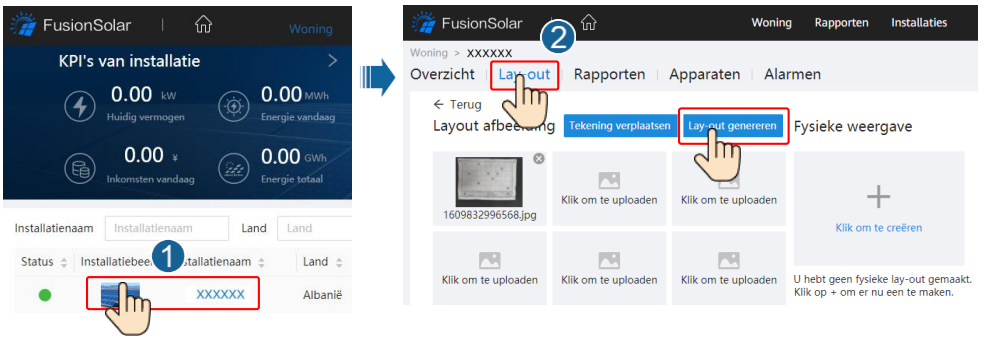 FusionSolar
Woning
KPI's van installatie
>
0.00 kW
Huidig vermogen
0.00 MWh
Energie vandaag
0.00 ¥
Inkomsten vandaag
0.00 GWh
Energie totaal
Installatienaam Installatienaam Land Land
Status Installatiebee stallatienaam Land
1
XXXXXX Albanië
FusionSolar Woning Rapporten Installaties
2
Woning > XXXXXX
Overzicht Lay-out Rapporten Apparaten Alarmen
← Terug
Layout afbeelding Tekening verplaatsen Lay-out genereren Fysieke weergave
1609832996568.jpg
Klik om te uploaden
Klik om te uploaden
+
Klik om te creëren
Klik om te uploaden
Klik om te uploaden
Klik om te uploaden
U hebt geen fysieke lay-out gemaakt.
Klik op + om er nu een te maken.